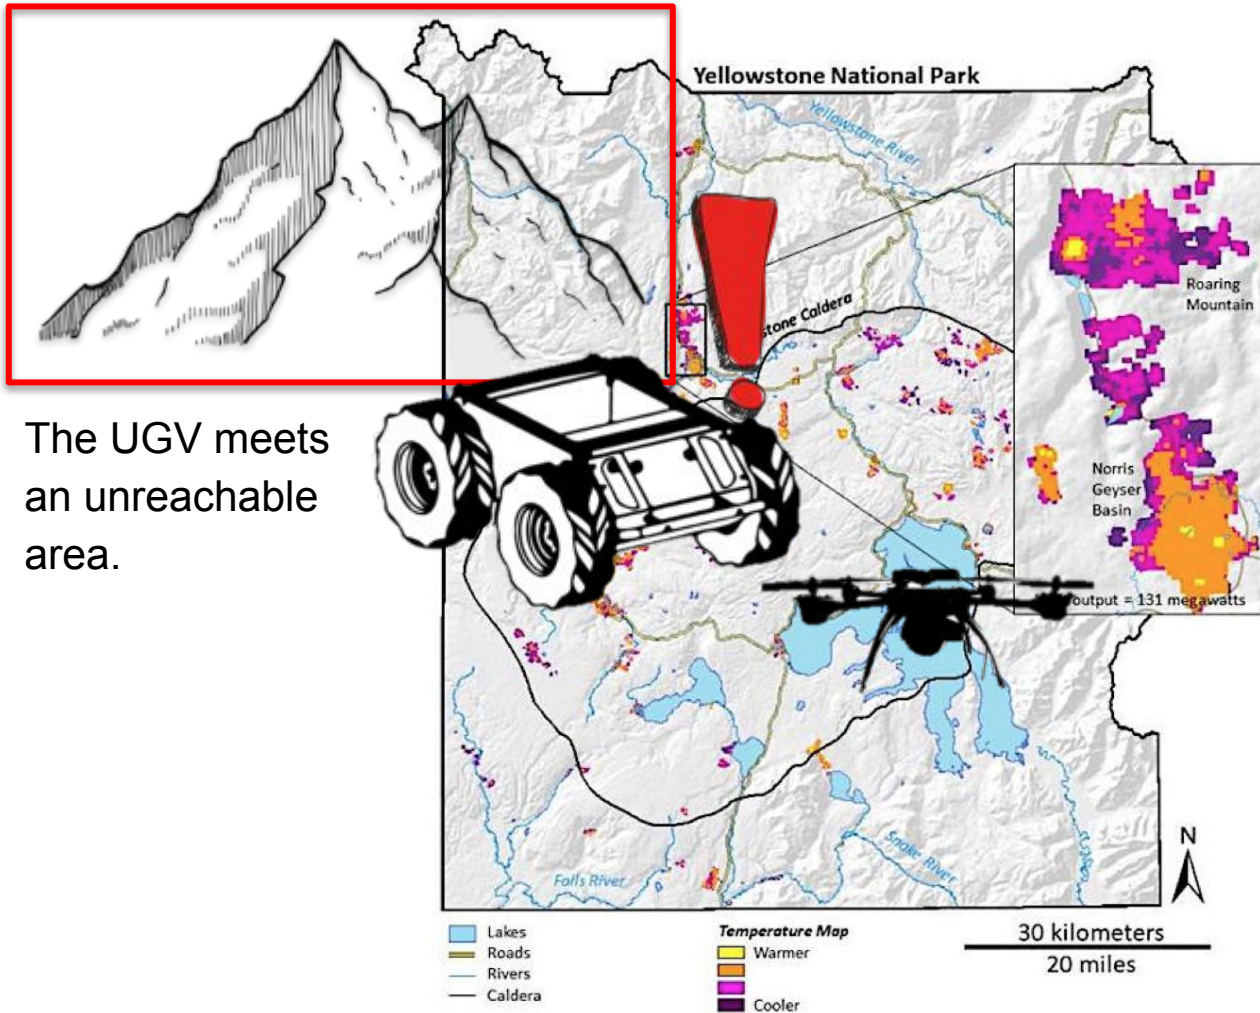 Yellowstone National Park
Yellowstone River
stone Caldera
Roaring
Mountain
Norris
Geyser
Basin
output = 131 megawatts
The UGV meets
an unreachable
area.
Snake River
Falls River
N
Lakes
Roads
Rivers
Caldera
Temperature Map
Warmer
Cooler
30 kilometers
20 miles